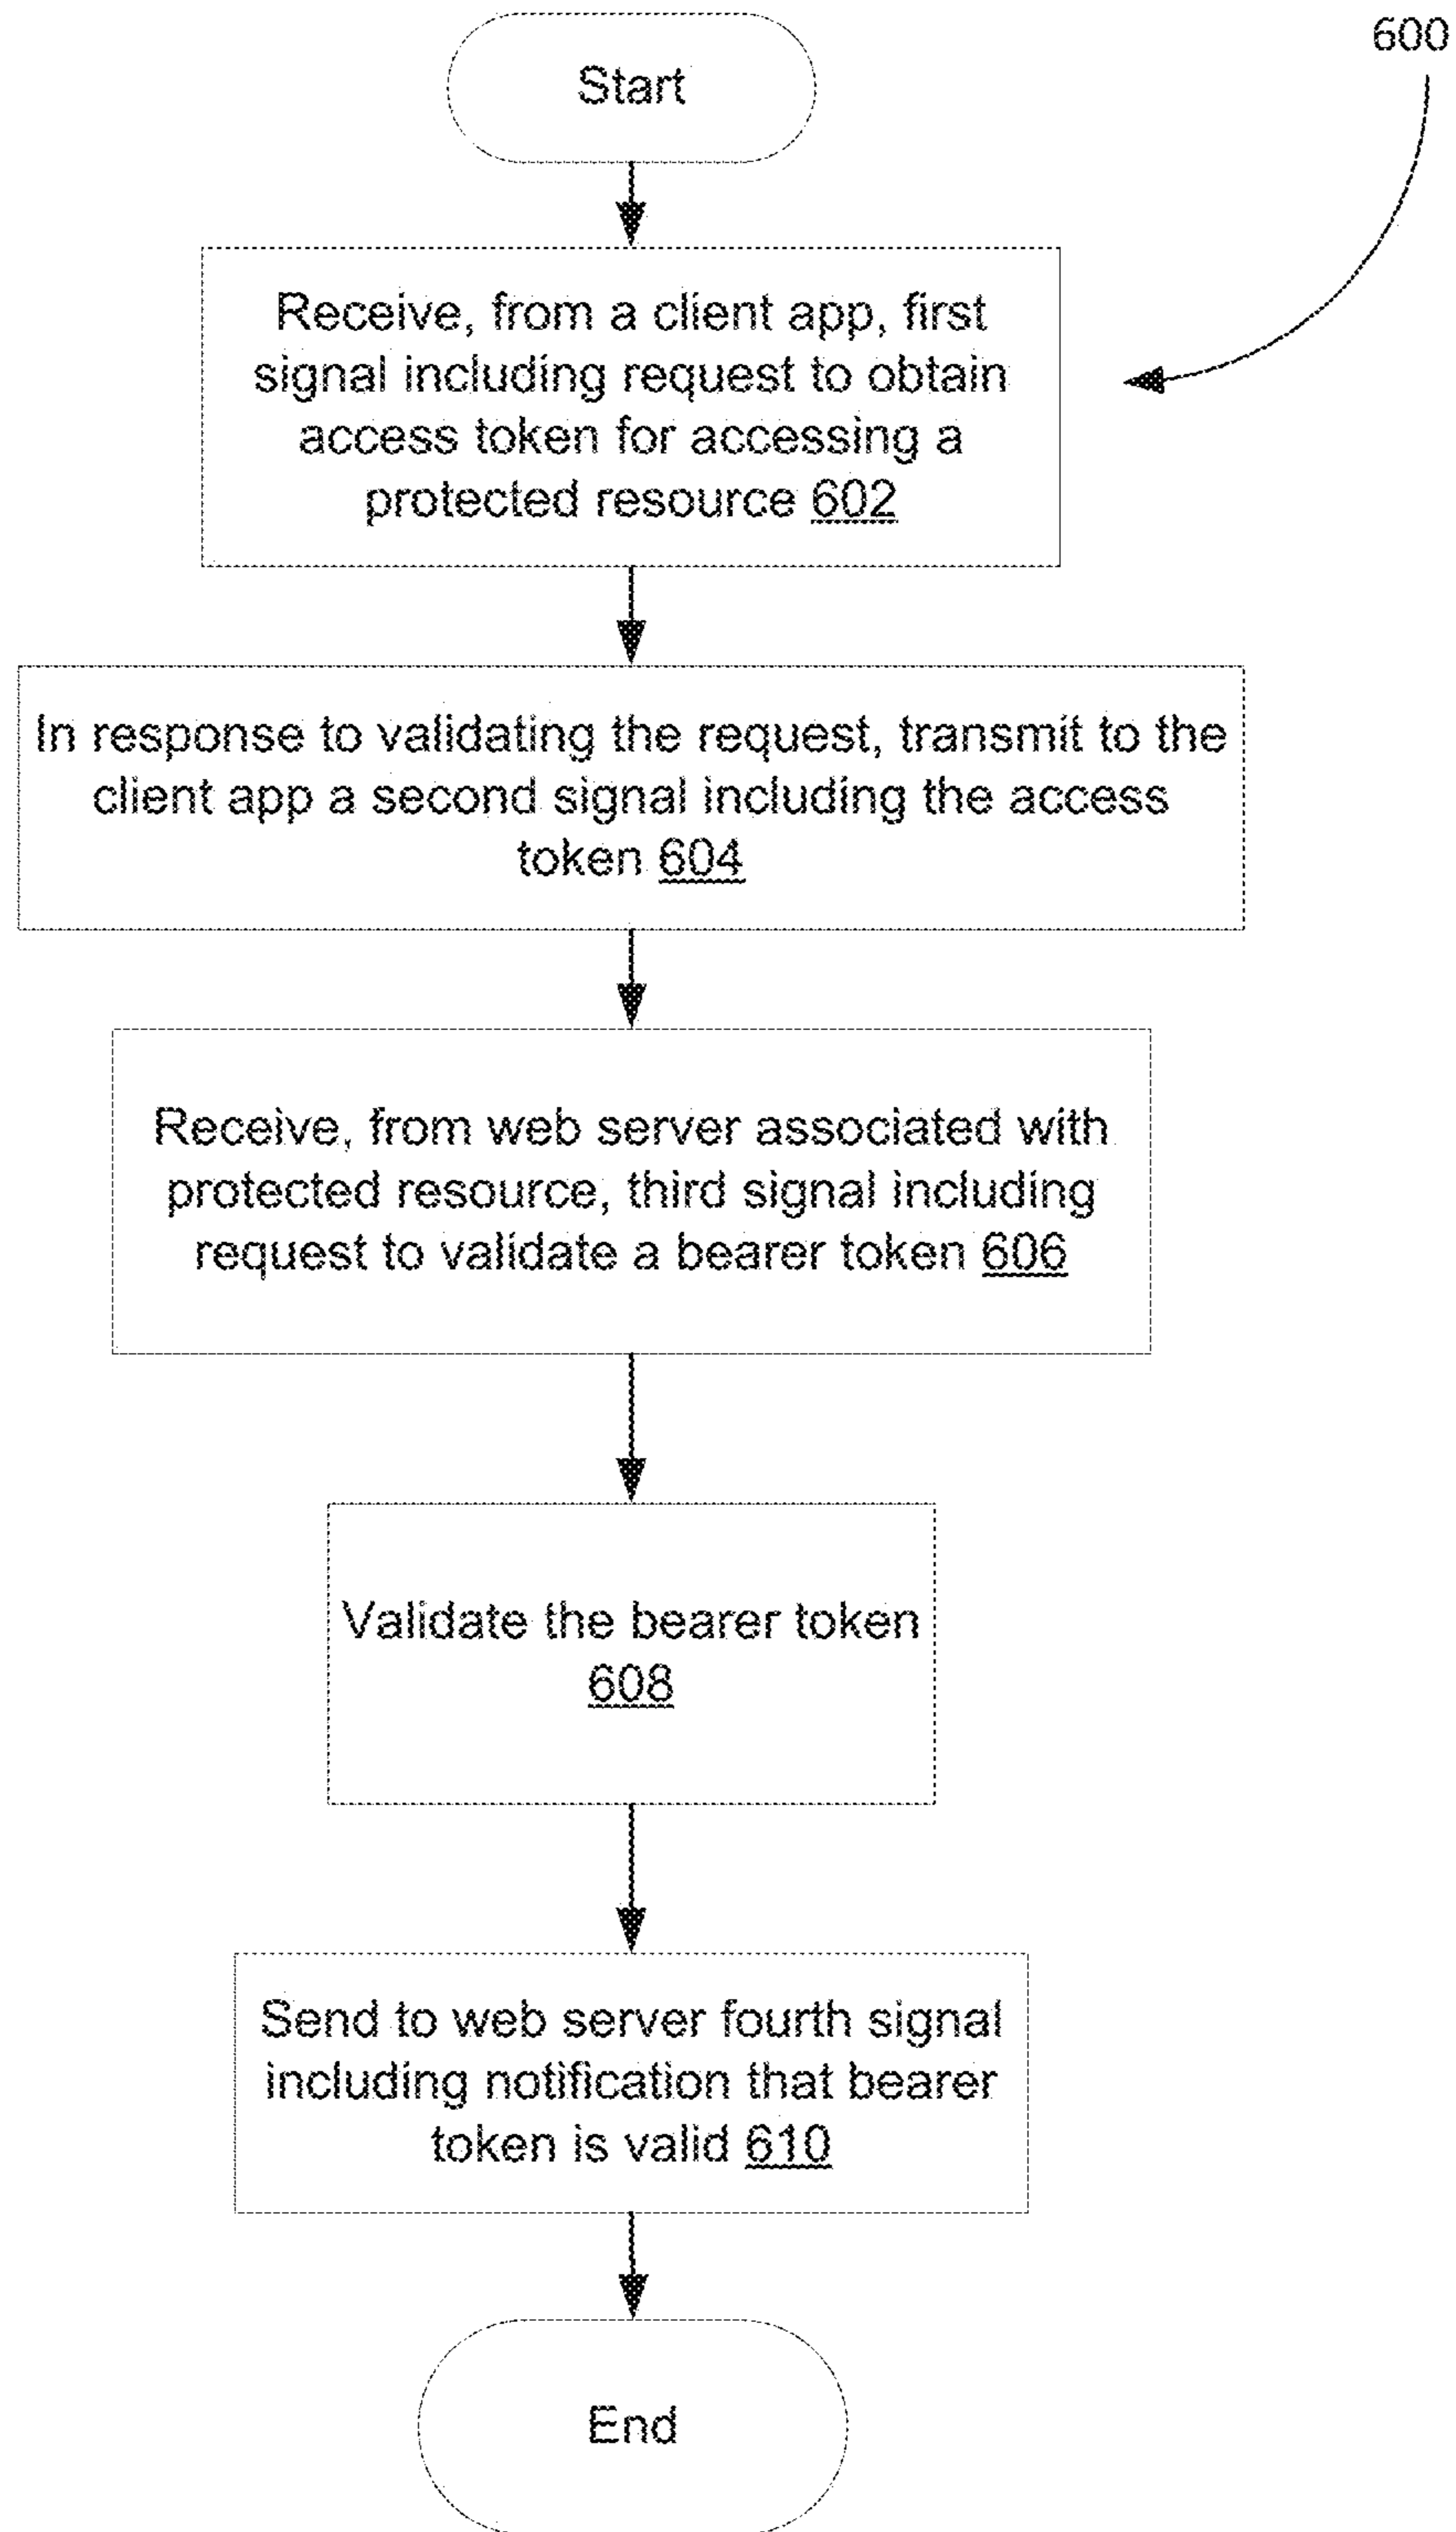 600
Start
Receive, from a client app, first
signal including request to obtain
access token for accessing a
protected resource 602
In response to validating the request, transmit to the
client app a second signal including the access
token 604
Receive, from web server associated with
protected resource, third signal including
request to validate a bearer token 606
Validate the bearer token
608
Send to web server fourth signal
including notification that bearer
token is valid 610
End